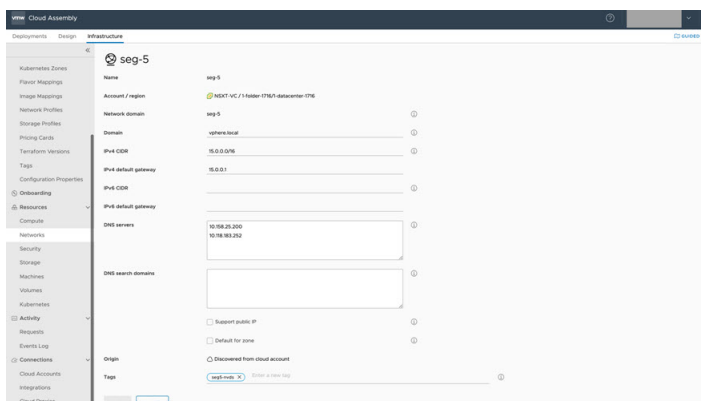 vmw Cloud Assembly
Deployments Design Infrastructure
Kubernetes Zones
Flavor Mappings
Image Mappings
Network Profiles
Storage Profiles
Pricing Cards
Terraform Versions
Tags
Configuration Properties
Onboarding
Resources
Compute
Networks
Security
Storage
Machines
Volumes
Kubernetes
Activity
Requests
Events Log
Connections
Cloud Accounts
Integrations
seg-5
Name seg-5
Account / region NSXT-VC / 1-folder-1716/1-datacenter-1716
Network domain seg-5
Domain vphere.local
IPv4 CIDR 15.0.0.0/16
IPv4 default gateway 15.0.0.1
IPv6 CIDR
IPv6 default gateway
DNS servers 10.158.25.200
10.118.183.252
DNS search domains
Support public IP
Default for zone
Origin Discovered from cloud account
Tags seg5-nvds X Enter a new tag